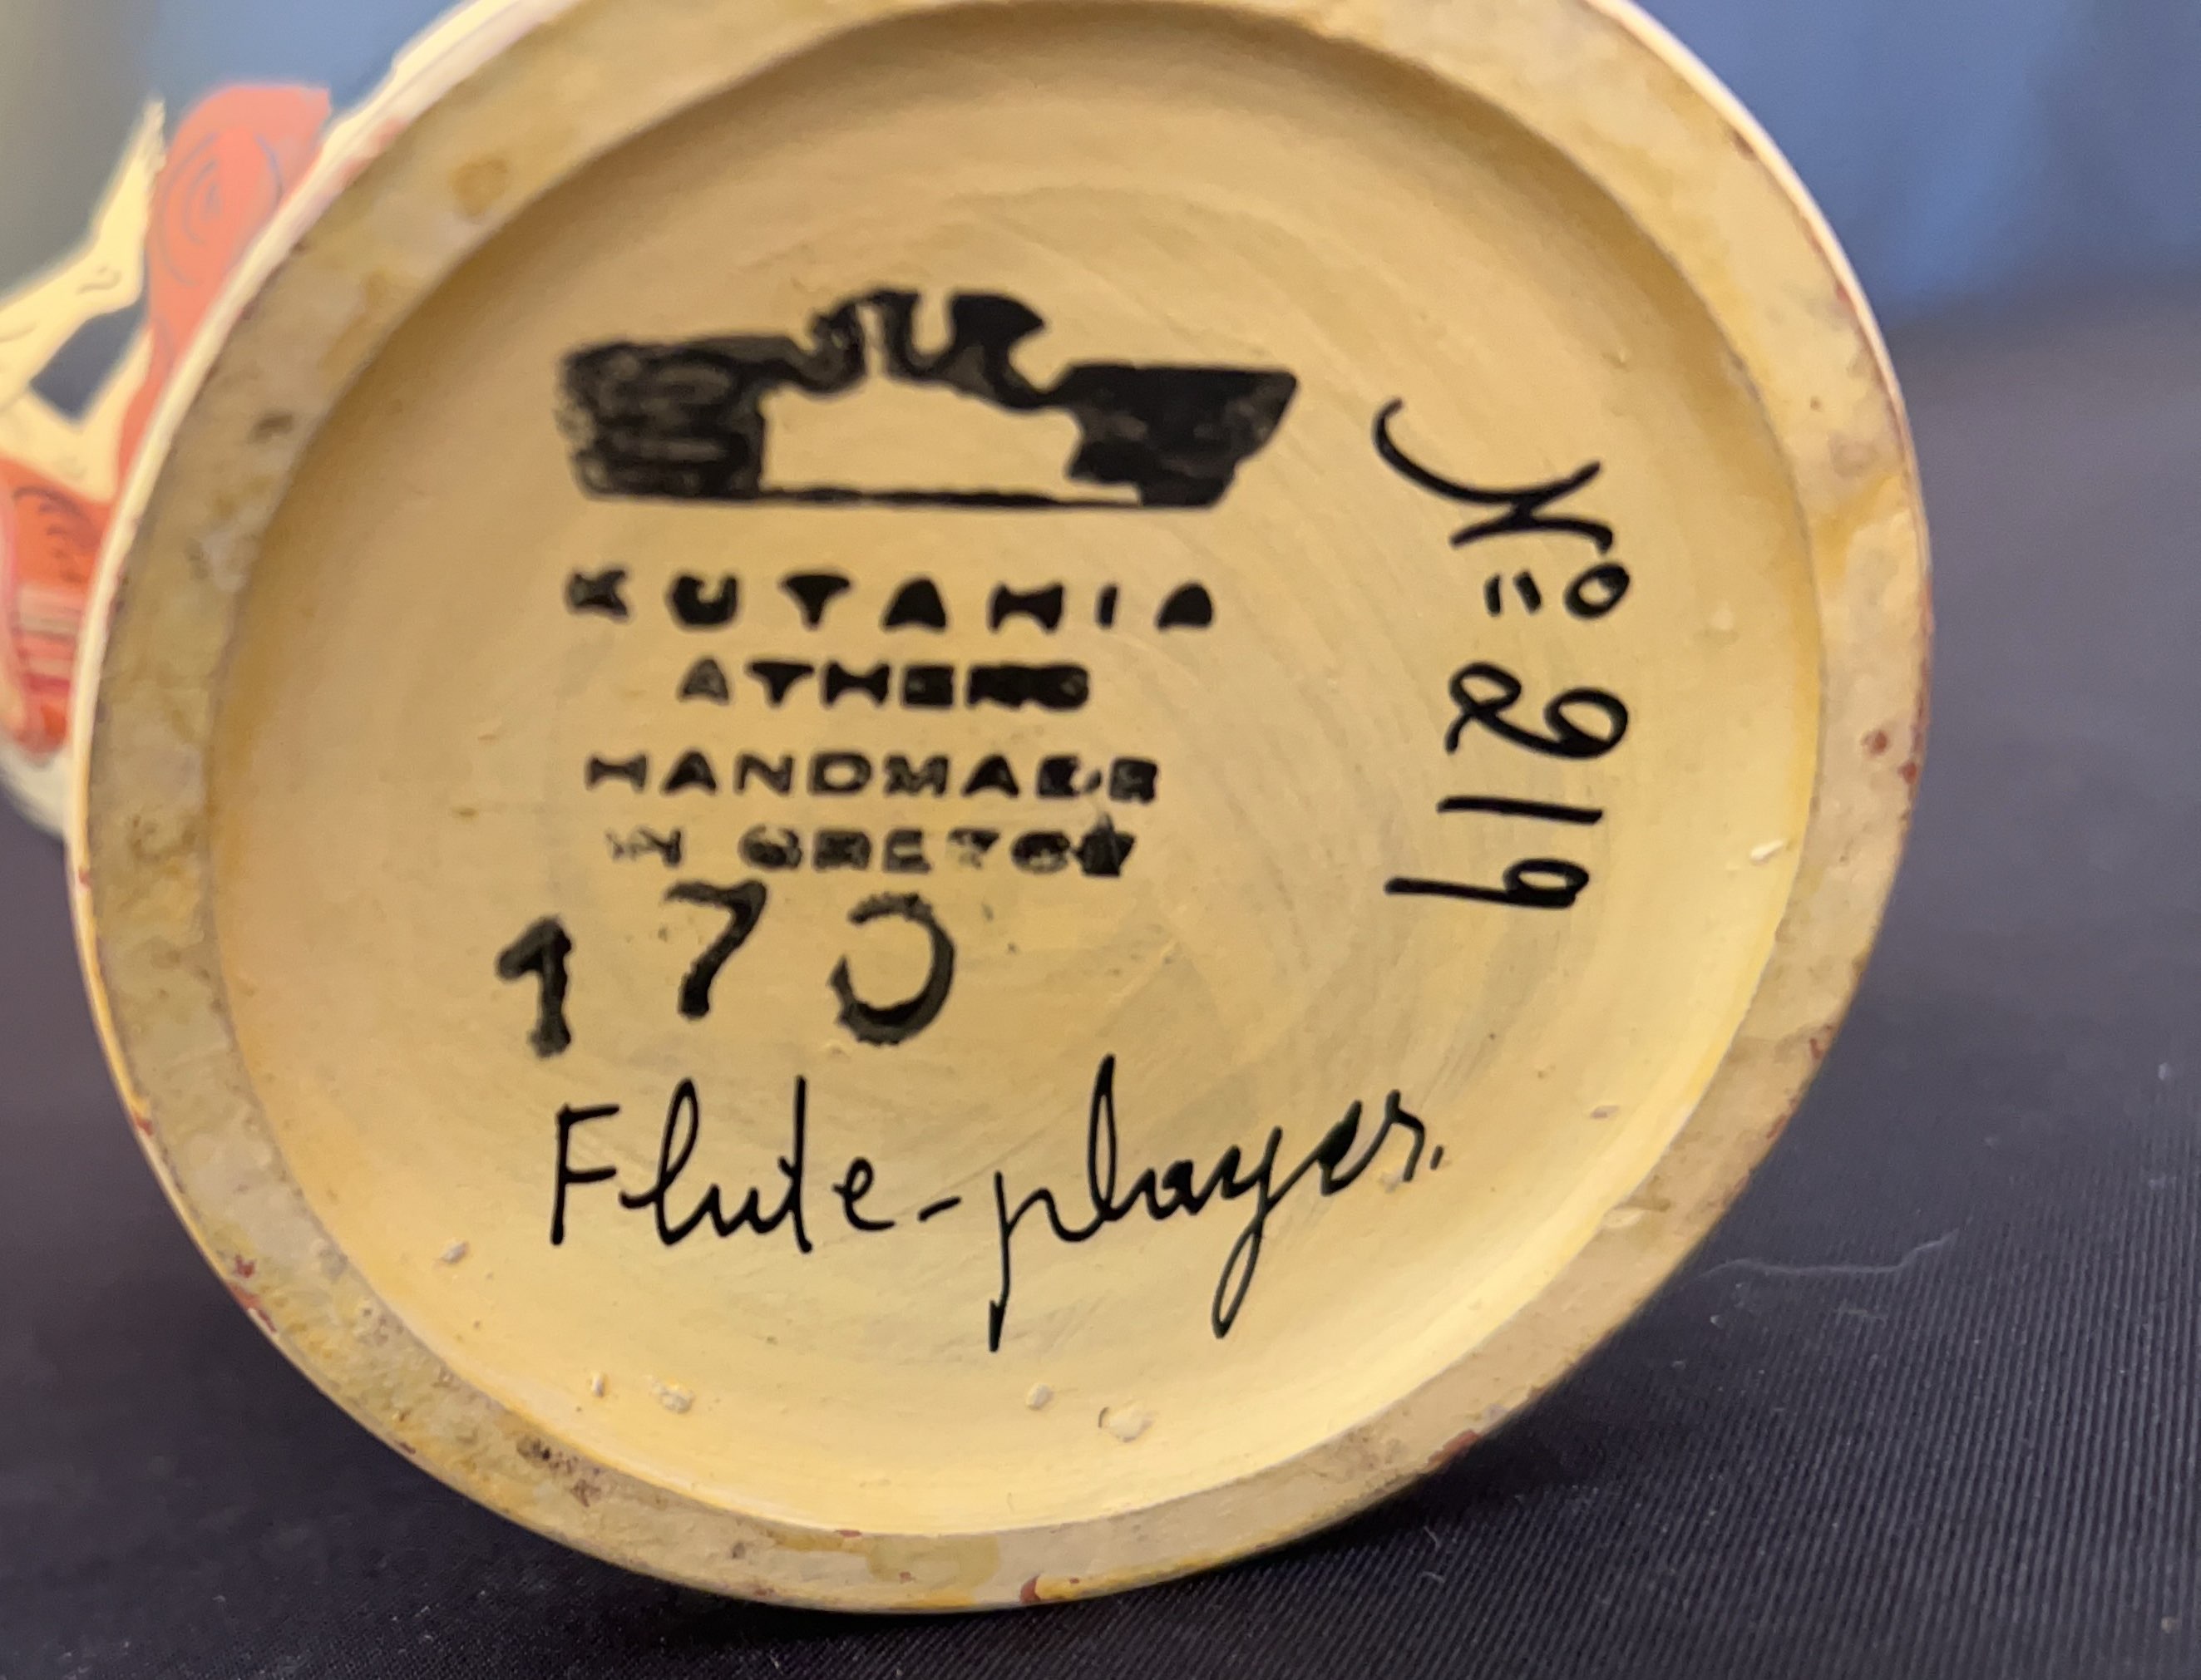 KUTAHIA
ATHENS
HANDMADE
IN GREECE
170
Flute-player.
No= 219